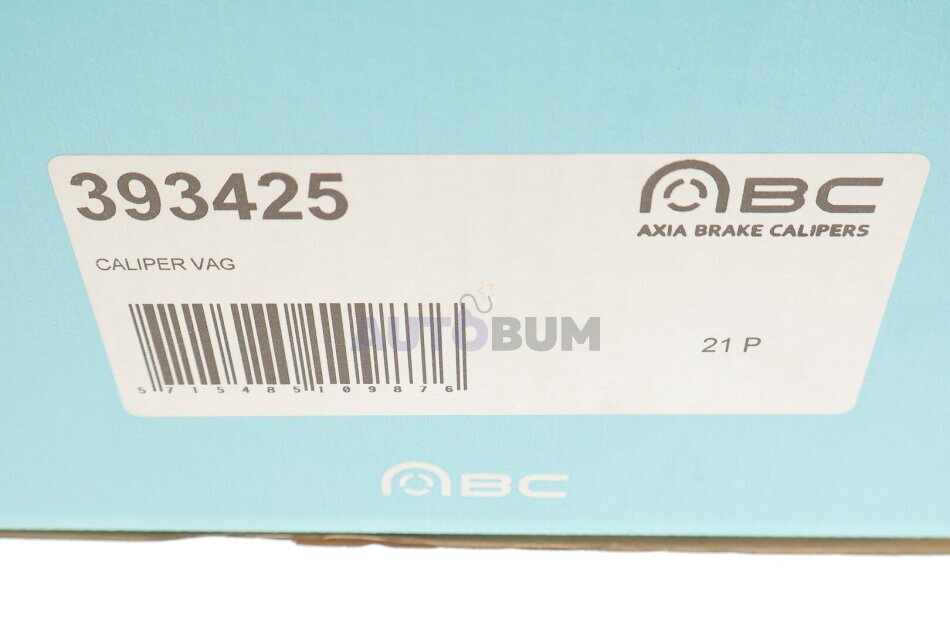 393425
ABC
AXIA BRAKE CALIPERS
CALIPER VAG
AUTOBUM
21 P
5715485109876
ABC